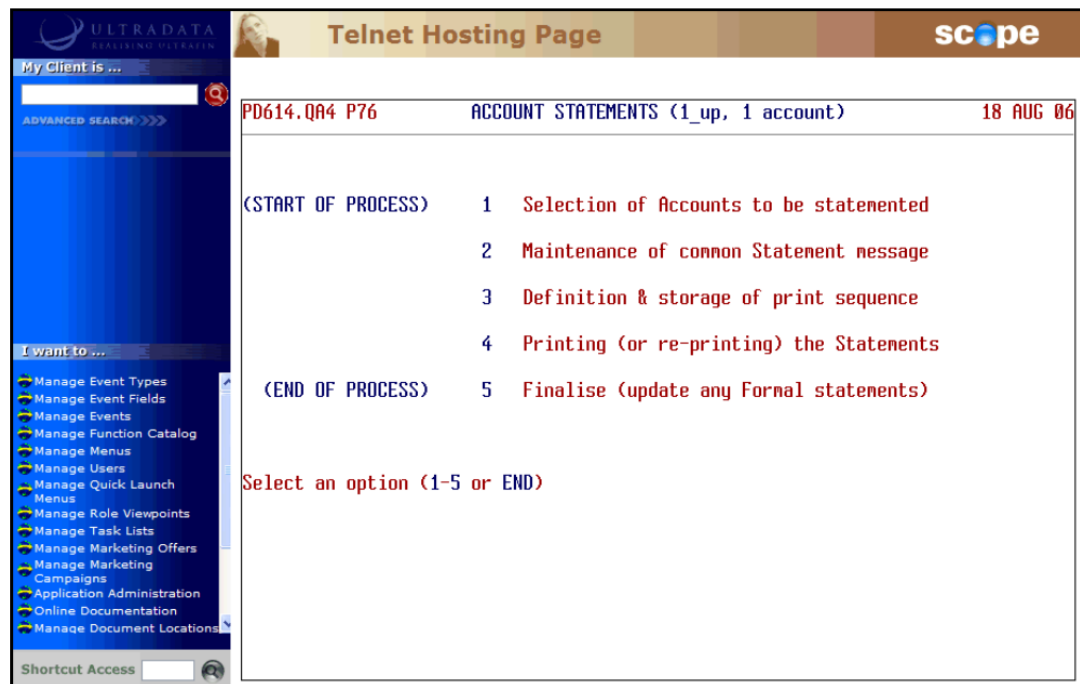 ULTRADATA
REALISING ULTRAFIN
Telnet Hosting Page
scope
My Client is ...
ADVANCED SEARCH
PD614.QA4 P76 ACCOUNT STATEMENTS (1_up, 1 account) 18 AUG 06
(START OF PROCESS) 1 Selection of Accounts to be statemented
2 Maintenance of common Statement message
3 Definition & storage of print sequence
4 Printing (or re-printing) the Statements
(END OF PROCESS) 5 Finalise (update any Formal statements)
Select an option (1-5 or END)
I want to ...
Manage Event Types
Manage Event Fields
Manage Events
Manage Function Catalog
Manage Menus
Manage Users
Manage Quick Launch
Menus
Manage Role Viewpoints
Manage Task Lists
Manage Marketing Offers
Manage Marketing
Campaigns
Application Administration
Online Documentation
Manage Document Locations
Shortcut Access